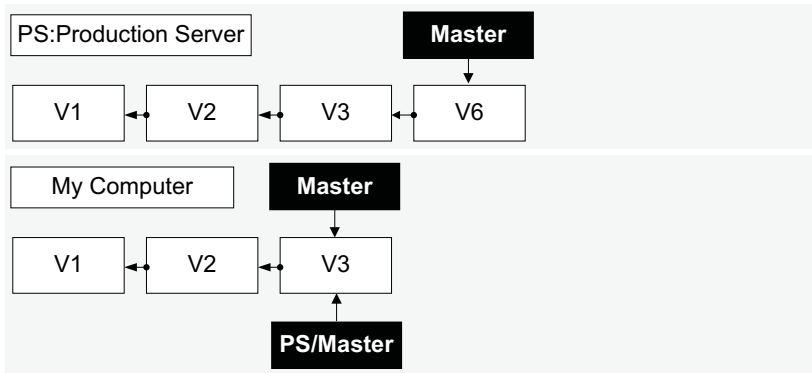 PS:Production Server
Master
V1
V2
V3
V6
My Computer
Master
V1
V2
V3
PS/Master